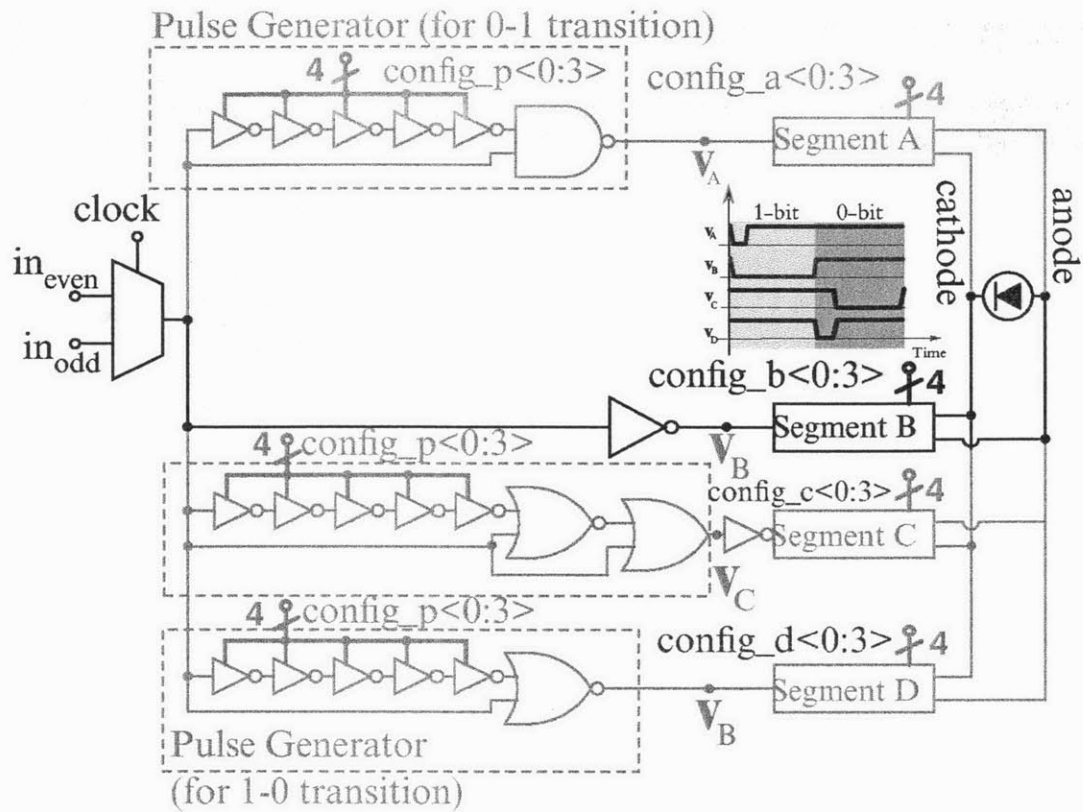 Pulse Generator (for 0-1 transition)
4 config_p<0:3>
config_a<0:3> 4
Segment A
V_A
clock
in_even
in_odd
1-bit 0-bit
V_A
V_B
V_C
V_D
Time
cathode
anode
config_b<0:3> 4
Segment B
V_B
4 config_p<0:3>
config_c<0:3> 4
Segment C
V_C
4 config_p<0:3>
config_d<0:3> 4
Segment D
V_B
Pulse Generator
(for 1-0 transition)